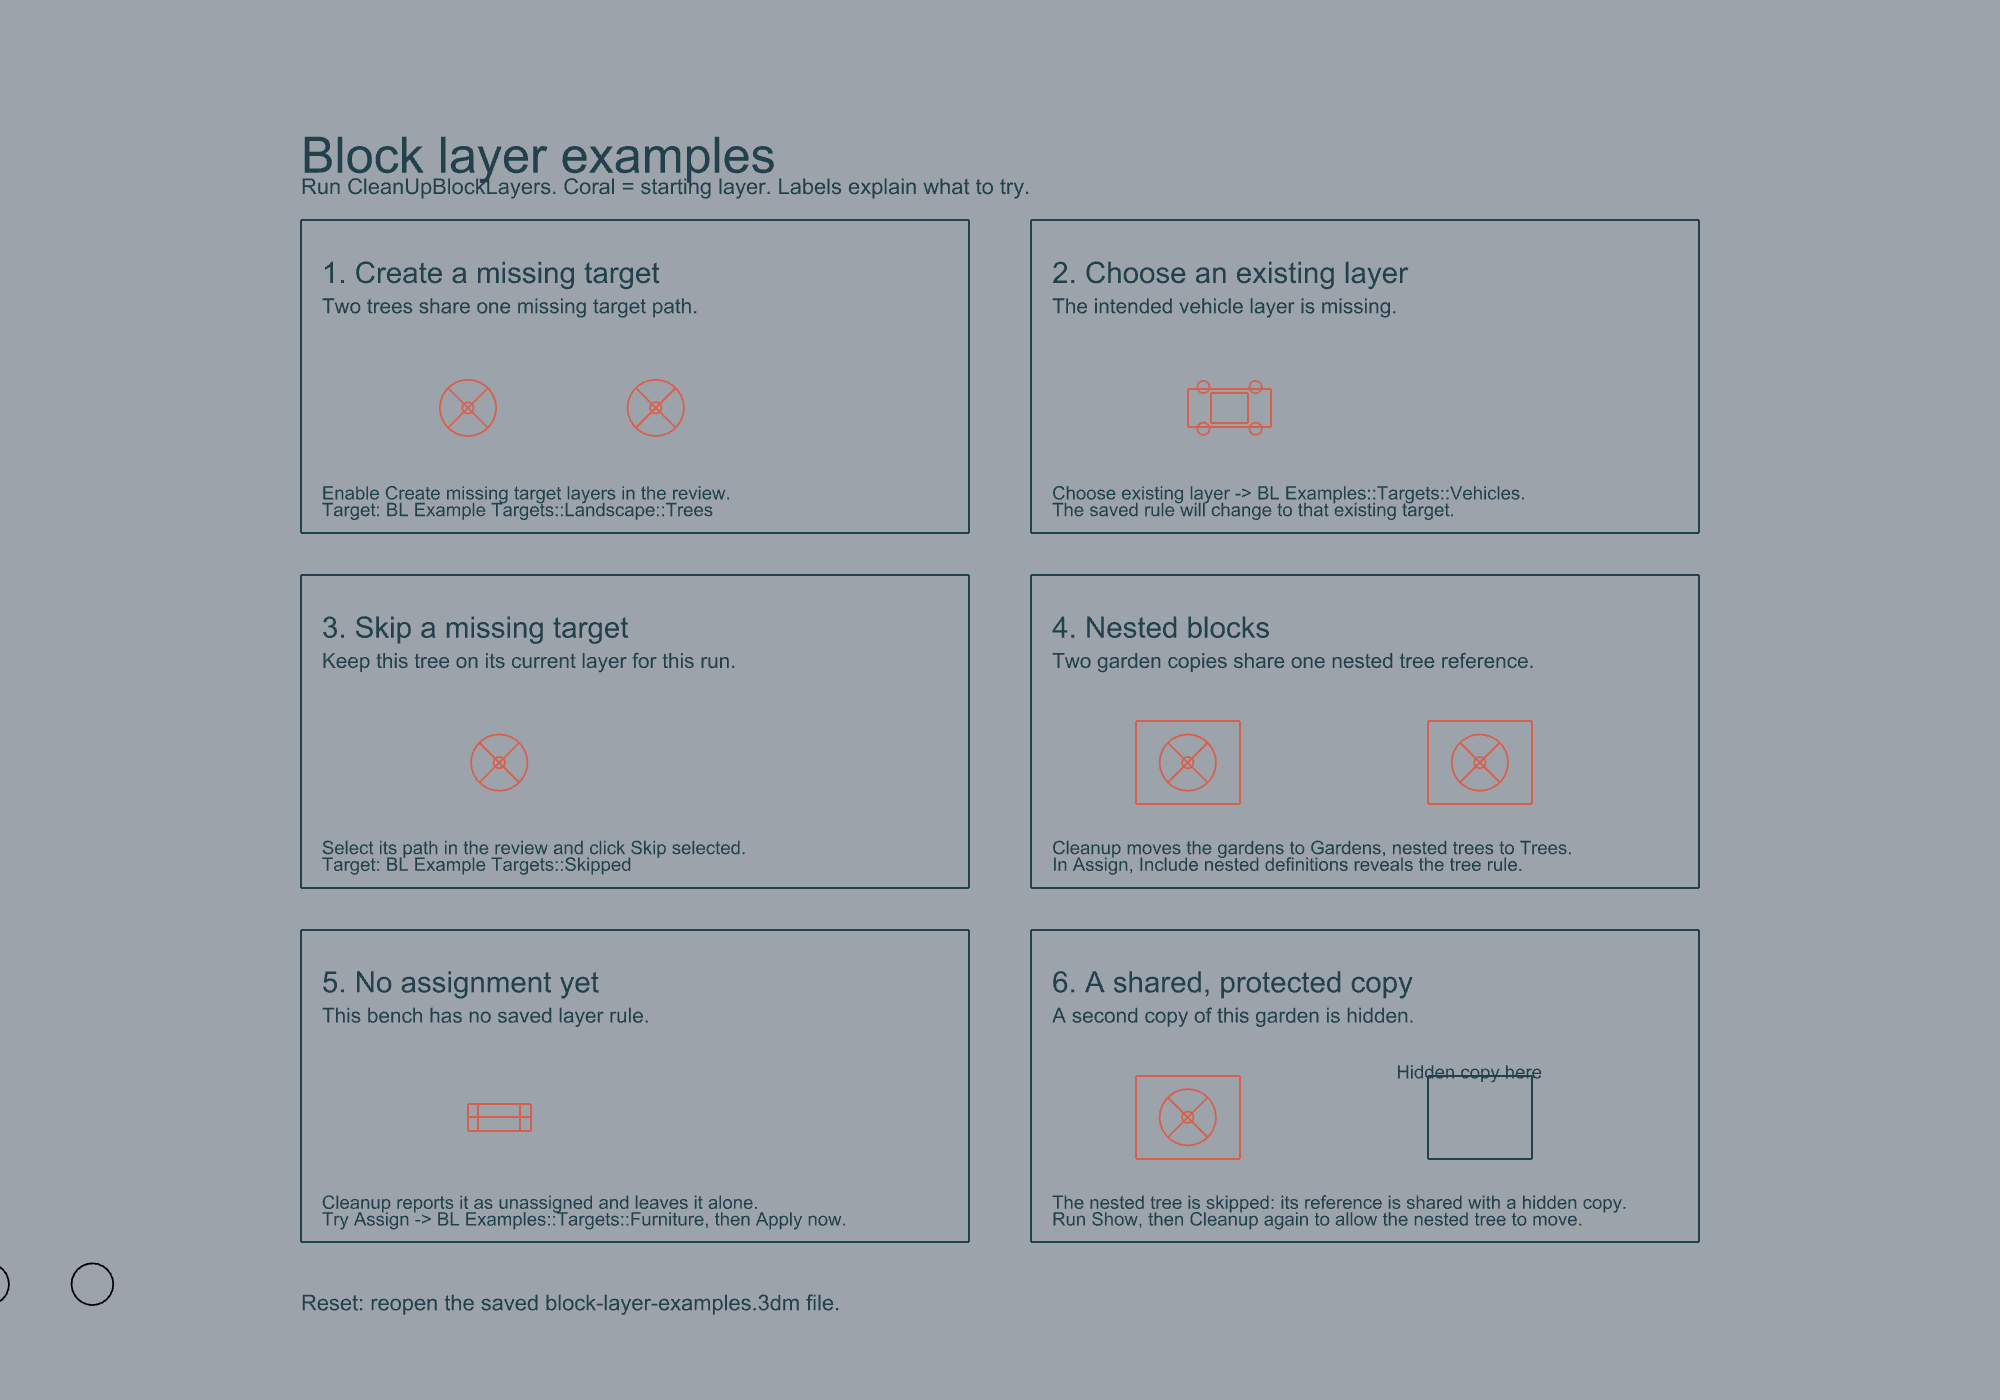 Block layer examples
Run CleanUpBlockLayers. Coral = starting layer. Labels explain what to try.
1. Create a missing target
Two trees share one missing target path.
Enable Create missing target layers in the review.
Target: BL Example Targets::Landscape::Trees
2. Choose an existing layer
The intended vehicle layer is missing.
Choose existing layer -> BL Examples::Targets::Vehicles.
The saved rule will change to that existing target.
3. Skip a missing target
Keep this tree on its current layer for this run.
Select its path in the review and click Skip selected.
Target: BL Example Targets::Skipped
4. Nested blocks
Two garden copies share one nested tree reference.
Cleanup moves the gardens to Gardens, nested trees to Trees.
In Assign, Include nested definitions reveals the tree rule.
5. No assignment yet
This bench has no saved layer rule.
Cleanup reports it as unassigned and leaves it alone.
Try Assign -> BL Examples::Targets::Furniture, then Apply now.
6. A shared, protected copy
A second copy of this garden is hidden.
Hidden copy here
The nested tree is skipped: its reference is shared with a hidden copy.
Run Show, then Cleanup again to allow the nested tree to move.
Reset: reopen the saved block-layer-examples.3dm file.